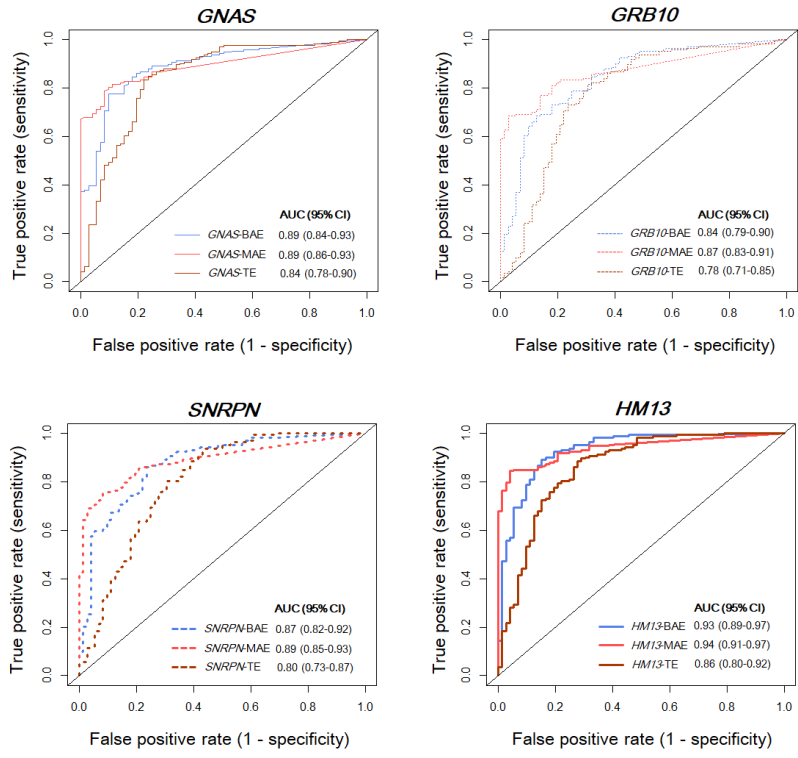 GNAS
True positive rate (sensitivity)
1.0
0.8
0.6
0.4
0.2
0.0
AUC (95% CI)
GNAS-BAE 0.89 (0.84-0.93)
GNAS-MAE 0.89 (0.86-0.93)
GNAS-TE 0.84 (0.78-0.90)
0.0 0.2 0.4 0.6 0.8 1.0
False positive rate (1 - specificity)
GRB10
True positive rate (sensitivity)
1.0
0.8
0.6
0.4
0.2
0.0
AUC (95% CI)
GRB10-BAE 0.84 (0.79-0.90)
GRB10-MAE 0.87 (0.83-0.91)
GRB10-TE 0.78 (0.71-0.85)
0.0 0.2 0.4 0.6 0.8 1.0
False positive rate (1 - specificity)
SNRPN
True positive rate (sensitivity)
1.0
0.8
0.6
0.4
0.2
0.0
AUC (95% CI)
SNRPN-BAE 0.87 (0.82-0.92)
SNRPN-MAE 0.89 (0.85-0.93)
SNRPN-TE 0.80 (0.73-0.87)
0.0 0.2 0.4 0.6 0.8 1.0
False positive rate (1 - specificity)
HM13
True positive rate (sensitivity)
1.0
0.8
0.6
0.4
0.2
0.0
AUC (95% CI)
HM13-BAE 0.93 (0.89-0.97)
HM13-MAE 0.94 (0.91-0.97)
HM13-TE 0.86 (0.80-0.92)
0.0 0.2 0.4 0.6 0.8 1.0
False positive rate (1 - specificity)